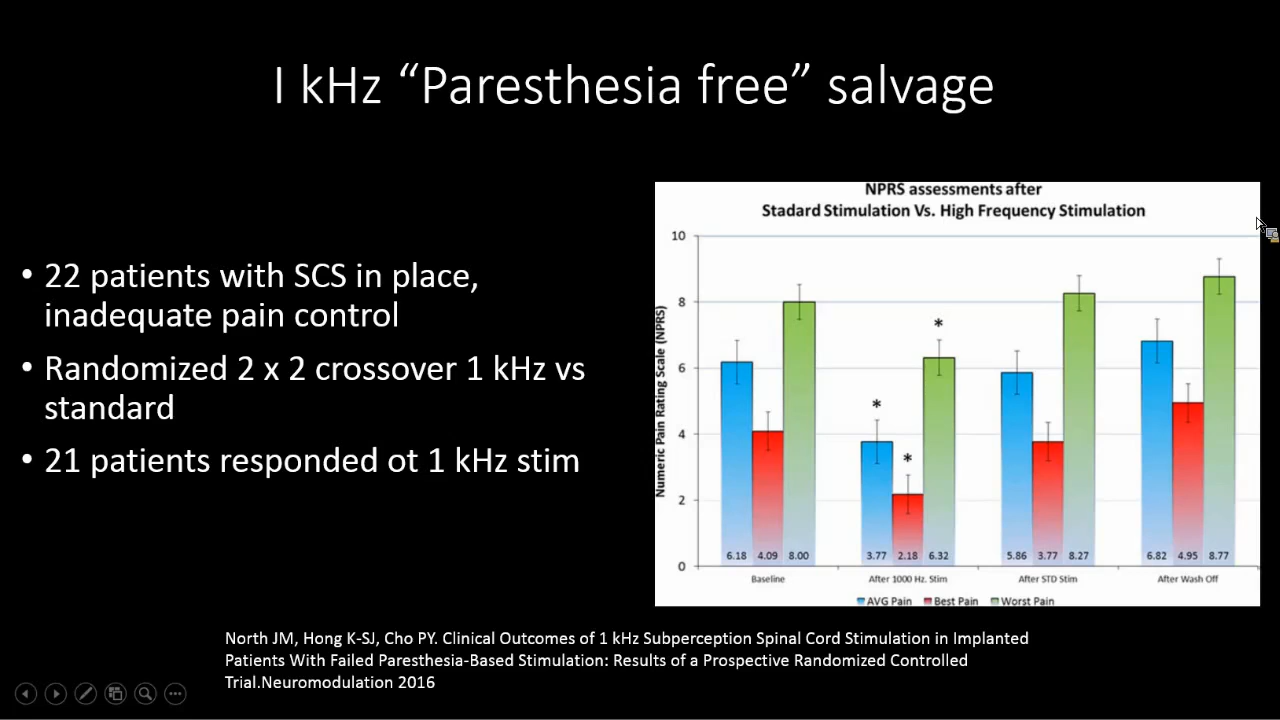 I kHz “Paresthesia free” salvage
• 22 patients with SCS in place,
inadequate pain control
• Randomized 2 x 2 crossover 1 kHz vs
standard
• 21 patients responded ot 1 kHz stim
NPRS assessments after
Stadard Stimulation Vs. High Frequency Stimulation
Numeric Pain Rating Scale (NPRS)
10
8
6
4
2
0
* * *
6.18 4.09 8.00 3.77 2.18 6.32 5.86 3.77 8.27 6.82 4.95 8.77
Baseline After 1000 Hz. Stim After STD Stim After Wash Off
AVG Pain Best Pain Worst Pain
North JM, Hong K-SJ, Cho PY. Clinical Outcomes of 1 kHz Subperception Spinal Cord Stimulation in Implanted
Patients With Failed Paresthesia-Based Stimulation: Results of a Prospective Randomized Controlled
Trial.Neuromodulation 2016